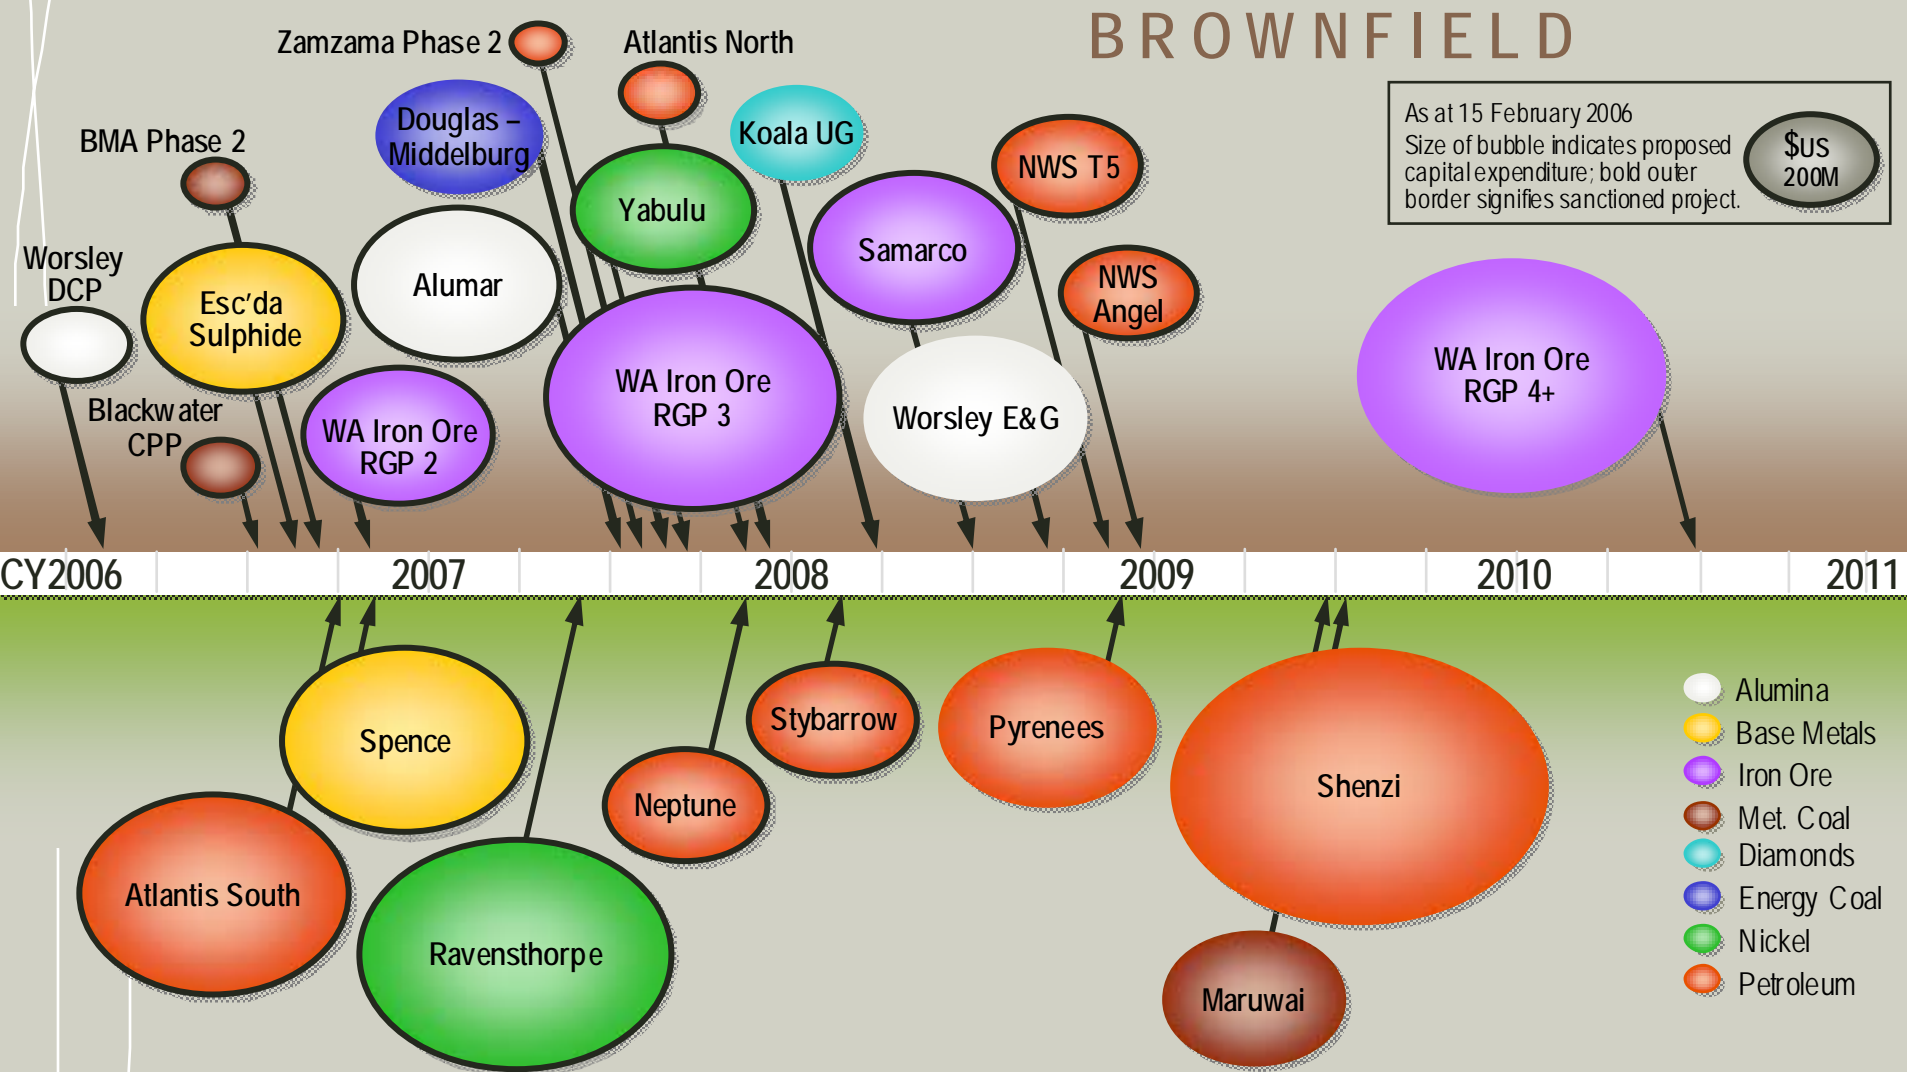 BROWNFIELD
Zamzama Phase 2
Atlantis North
As at 15 February 2006
Size of bubble indicates proposed
capital expenditure; bold outer
border signifies sanctioned project.
$US
200M
Douglas –
Middelburg
Koala UG
BMA Phase 2
NWS T5
Yabulu
Samarco
Worsley
DCP
Esc'da
Sulphide
Alumar
NWS
Angel
WA Iron Ore
RGP 3
WA Iron Ore
RGP 4+
Blackwater
CPP
WA Iron Ore
RGP 2
Worsley E&G
CY2006
2007
2008
2009
2010
2011
Spence
Stybarrow
Pyrenees
Neptune
Shenzi
Atlantis South
Ravensthorpe
Maruwai
Alumina
Base Metals
Iron Ore
Met. Coal
Diamonds
Energy Coal
Nickel
Petroleum